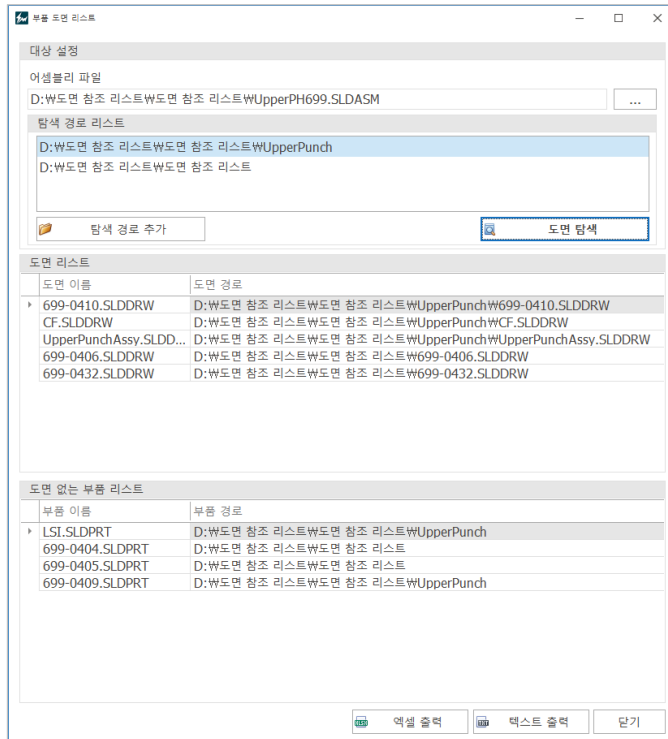 부품 도면 리스트
대상 설정
어셈블리 파일
D:₩도면 참조 리스트₩도면 참조 리스트₩UpperPH699.SLDASM
...
탐색 경로 리스트
D:₩도면 참조 리스트₩도면 참조 리스트₩UpperPunch
D:₩도면 참조 리스트₩도면 참조 리스트
탐색 경로 추가 도면 탐색
도면 리스트
도면 이름 도면 경로
699-0410.SLDDRW D:₩도면 참조 리스트₩도면 참조 리스트₩UpperPunch₩699-0410.SLDDRW
CF.SLDDRW D:₩도면 참조 리스트₩도면 참조 리스트₩UpperPunch₩CF.SLDDRW
UpperPunchAssy.SLDD... D:₩도면 참조 리스트₩도면 참조 리스트₩UpperPunch₩UpperPunchAssy.SLDDRW
699-0406.SLDDRW D:₩도면 참조 리스트₩도면 참조 리스트₩699-0406.SLDDRW
699-0432.SLDDRW D:₩도면 참조 리스트₩도면 참조 리스트₩699-0432.SLDDRW
도면 없는 부품 리스트
부품 이름 부품 경로
LSI.SLDPRT D:₩도면 참조 리스트₩도면 참조 리스트₩UpperPunch
699-0404.SLDPRT D:₩도면 참조 리스트₩도면 참조 리스트
699-0405.SLDPRT D:₩도면 참조 리스트₩도면 참조 리스트
699-0409.SLDPRT D:₩도면 참조 리스트₩도면 참조 리스트₩UpperPunch
XLSX 엑셀 출력 TXT 텍스트 출력 닫기